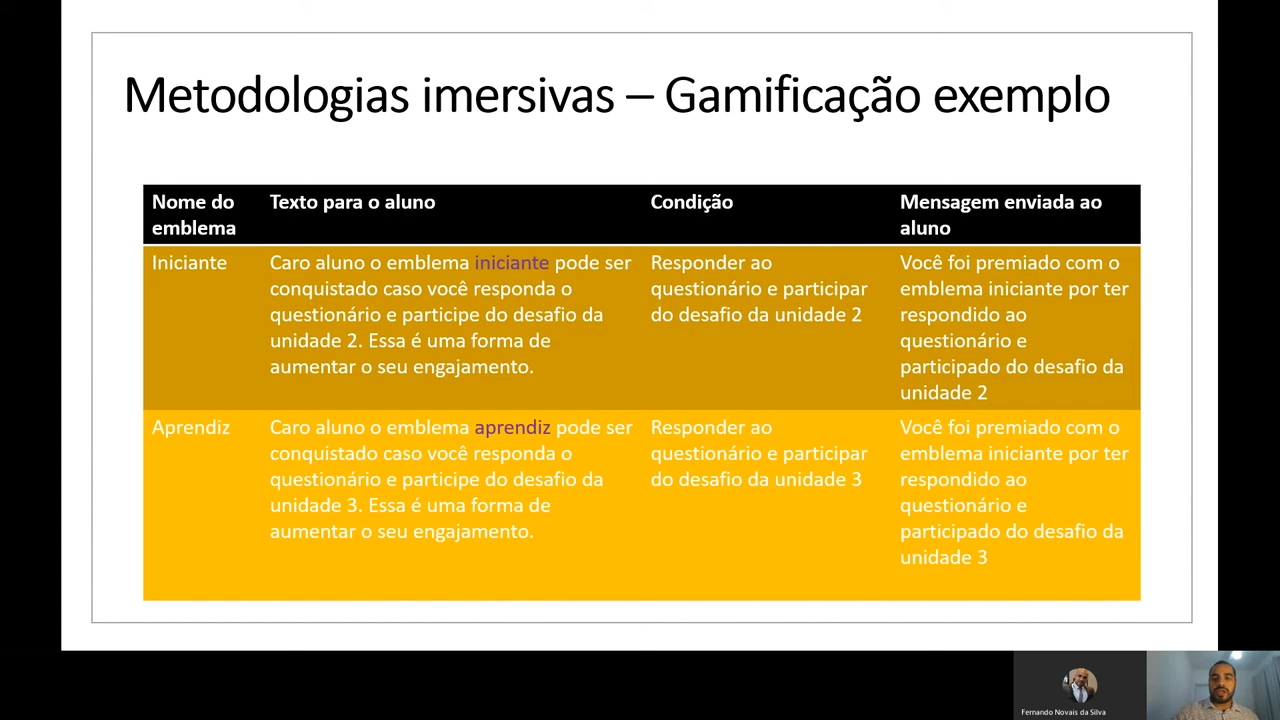 Metodologias imersivas – Gamificação exemplo
Nome do
emblema
Texto para o aluno
Condição
Mensagem enviada ao
aluno
Iniciante
Caro aluno o emblema iniciante pode ser
conquistado caso você responda o
questionário e participe do desafio da
unidade 2. Essa é uma forma de
aumentar o seu engajamento.
Responder ao
questionário e participar
do desafio da unidade 2
Você foi premiado com o
emblema iniciante por ter
respondido ao
questionário e
participado do desafio da
unidade 2
Aprendiz
Caro aluno o emblema aprendiz pode ser
conquistado caso você responda o
questionário e participe do desafio da
unidade 3. Essa é uma forma de
aumentar o seu engajamento.
Responder ao
questionário e participar
do desafio da unidade 3
Você foi premiado com o
emblema iniciante por ter
respondido ao
questionário e
participado do desafio da
unidade 3
Fernando Novais da Silva